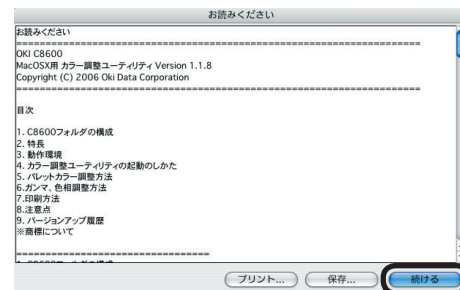 お読みください
お読みください
==================================================================
OKI C8600
MacOSX用 カラー調整ユーティリティ Version 1.1.8
Copyright (C) 2006 Oki Data Corporation
==================================================================
目次
1. C8600フォルダの構成
2. 特長
3. 動作環境
4. カラー調整ユーティリティの起動のしかた
5. パレットカラー調整方法
6.ガンマ、色相調整方法
7.印刷方法
8.注意点
9. バージョンアップ履歴
※商標について
================================
プリント... 保存... 続ける